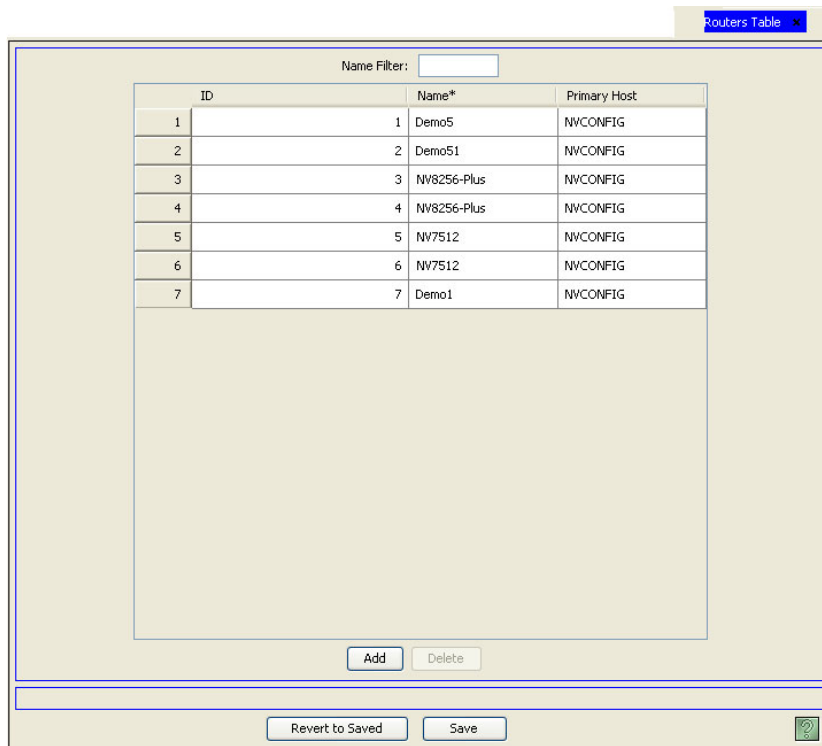 Routers Table ×
Name Filter:
ID Name* Primary Host
1 1 Demo5 NVCONFIG
2 2 Demo51 NVCONFIG
3 3 NV8256-Plus NVCONFIG
4 4 NV8256-Plus NVCONFIG
5 5 NV7512 NVCONFIG
6 6 NV7512 NVCONFIG
7 7 Demo1 NVCONFIG
Add Delete
Revert to Saved Save ?